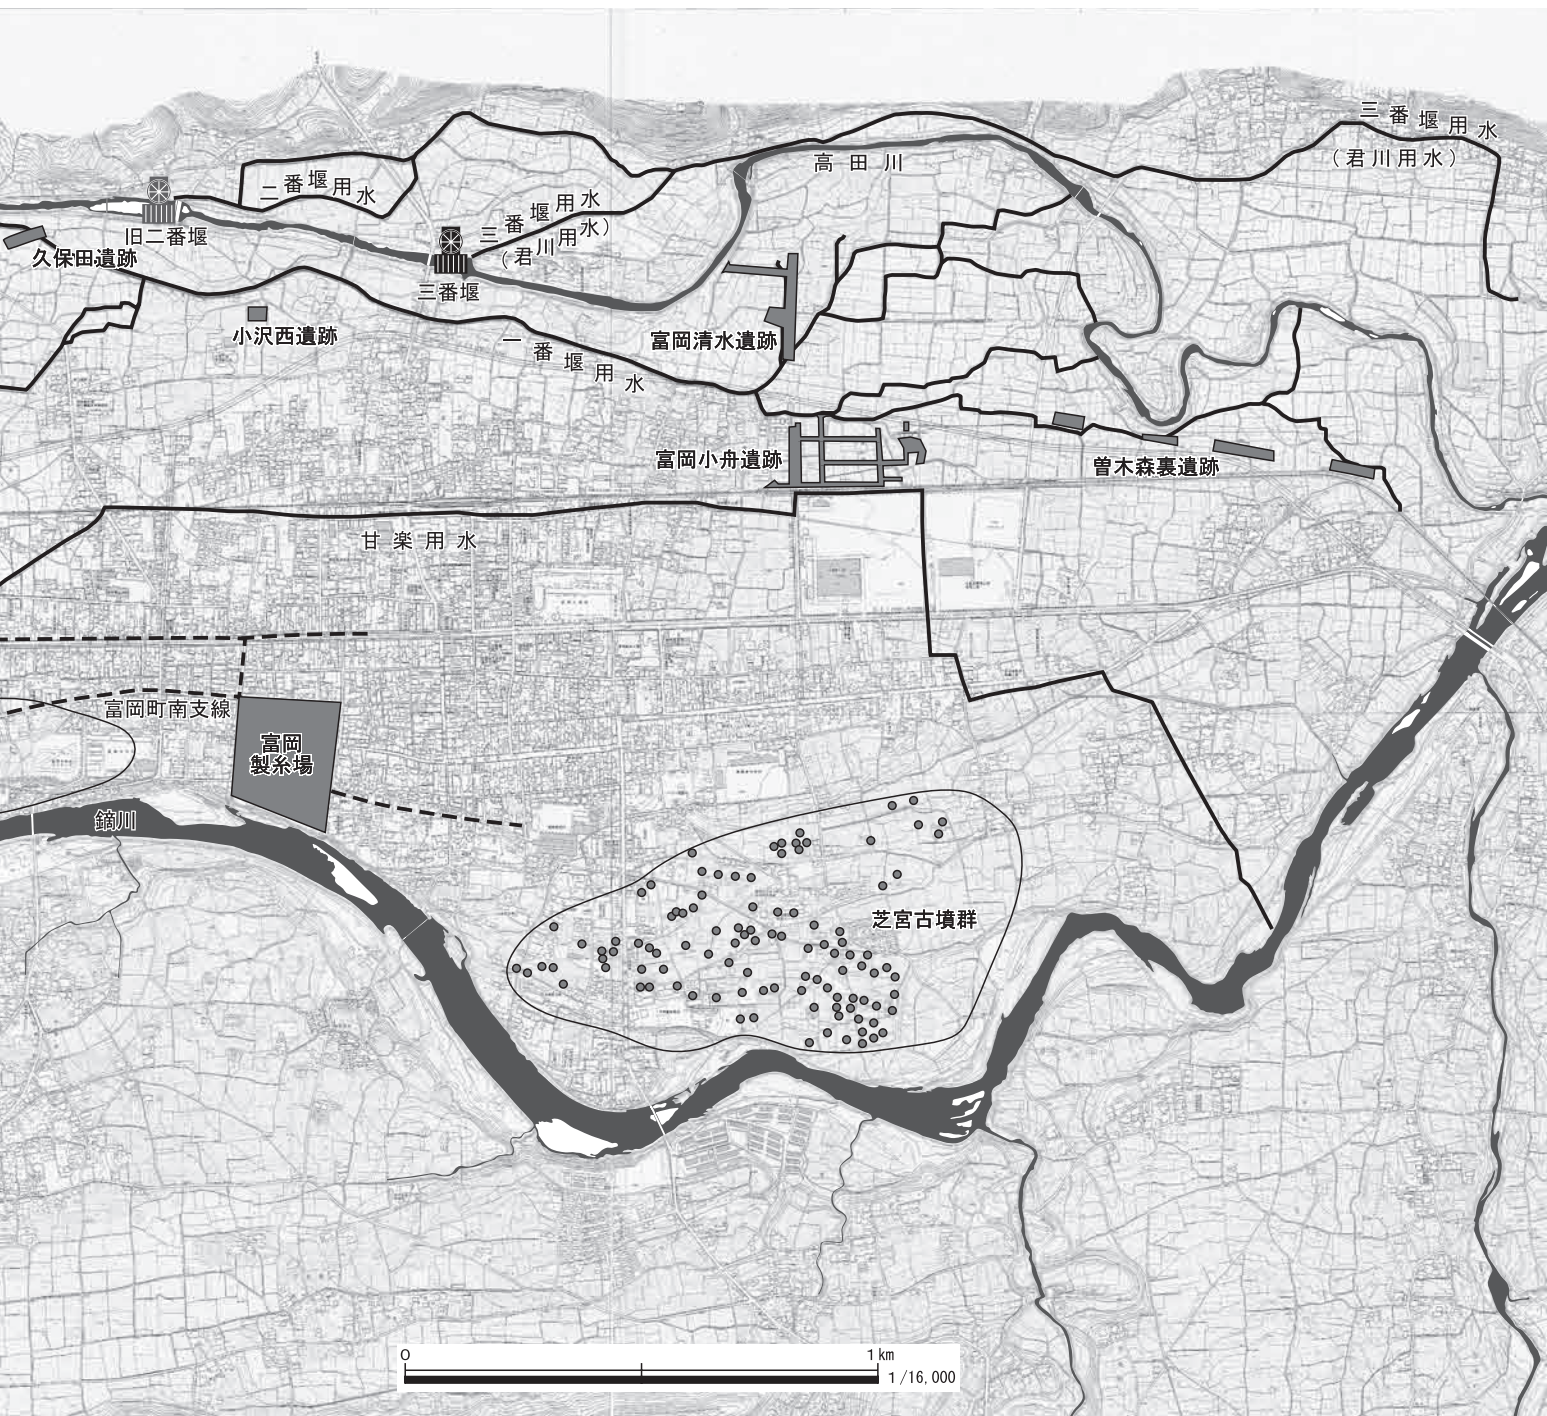 三番堰用水
(君川用水)
高田川
二番堰用水
三番堰用水
(君川用水)
旧二番堰
久保田遺跡
三番堰
小沢西遺跡
富岡清水遺跡
一番堰用水
富岡小舟遺跡
曽木森裏遺跡
甘楽用水
富岡町南支線
富岡
製糸場
鏑川
芝宮古墳群
0 1km
1/16,000